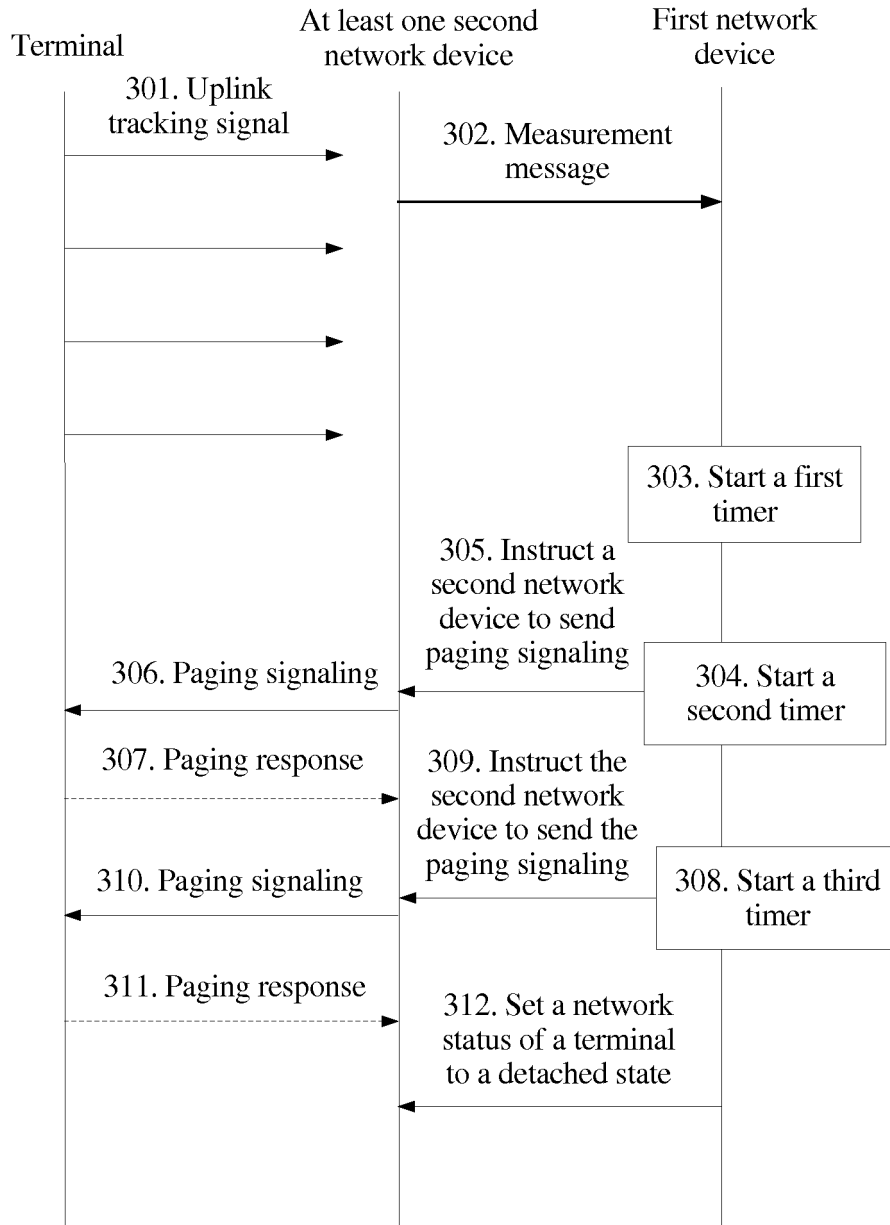 Terminal
At least one second
network device
First network
device
301. Uplink
tracking signal
302. Measurement
message
303. Start a first
timer
305. Instruct a
second network
device to send
paging signaling
304. Start a
second timer
306. Paging signaling
307. Paging response
309. Instruct the
second network
device to send the
paging signaling
308. Start a third
timer
310. Paging signaling
311. Paging response
312. Set a network
status of a terminal
to a detached state